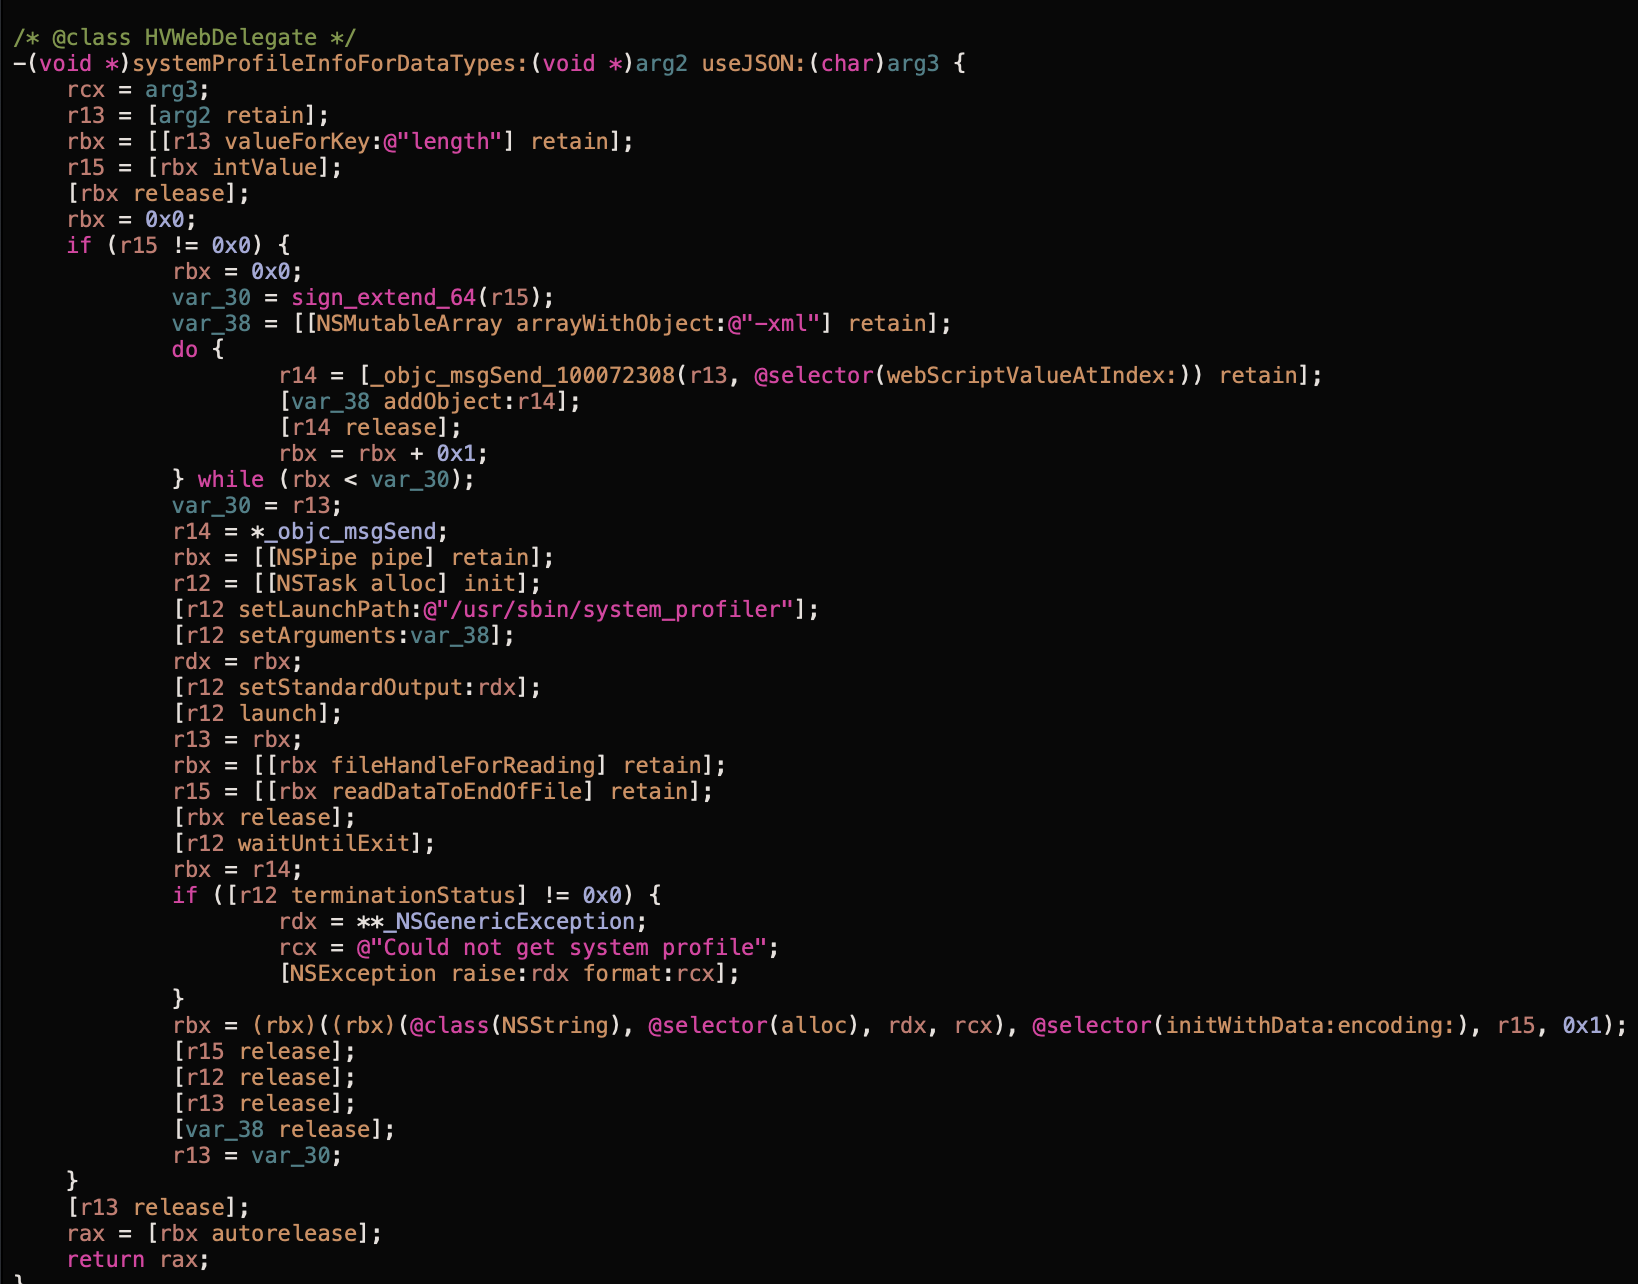 /* @class HVWebDelegate */
-(void *)systemProfileInfoForDataTypes:(void *)arg2 useJSON:(char)arg3 {
    rcx = arg3;
    r13 = [arg2 retain];
    rbx = [[r13 valueForKey:@"length"] retain];
    r15 = [rbx intValue];
    [rbx release];
    rbx = 0x0;
    if (r15 != 0x0) {
            rbx = 0x0;
            var_30 = sign_extend_64(r15);
            var_38 = [[NSMutableArray arrayWithObject:@"-xml"] retain];
            do {
                    r14 = [_objc_msgSend_100072308(r13, @selector(webScriptValueAtIndex:)) retain];
                    [var_38 addObject:r14];
                    [r14 release];
                    rbx = rbx + 0x1;
            } while (rbx < var_30);
            var_30 = r13;
            r14 = *_objc_msgSend;
            rbx = [[NSPipe pipe] retain];
            r12 = [[NSTask alloc] init];
            [r12 setLaunchPath:@"/usr/sbin/system_profiler"];
            [r12 setArguments:var_38];
            rdx = rbx;
            [r12 setStandardOutput:rdx];
            [r12 launch];
            r13 = rbx;
            rbx = [[rbx fileHandleForReading] retain];
            r15 = [[rbx readDataToEndOfFile] retain];
            [rbx release];
            [r12 waitUntilExit];
            rbx = r14;
            if ([r12 terminationStatus] != 0x0) {
                    rdx = **_NSGenericException;
                    rcx = @"Could not get system profile";
                    [NSException raise:rdx format:rcx];
            }
            rbx = (rbx)((rbx)(@class(NSString), @selector(alloc), rdx, rcx), @selector(initWithData:encoding:), r15, 0x1);
            [r15 release];
            [r12 release];
            [r13 release];
            [var_38 release];
            r13 = var_30;
    }
    [r13 release];
    rax = [rbx autorelease];
    return rax;
}